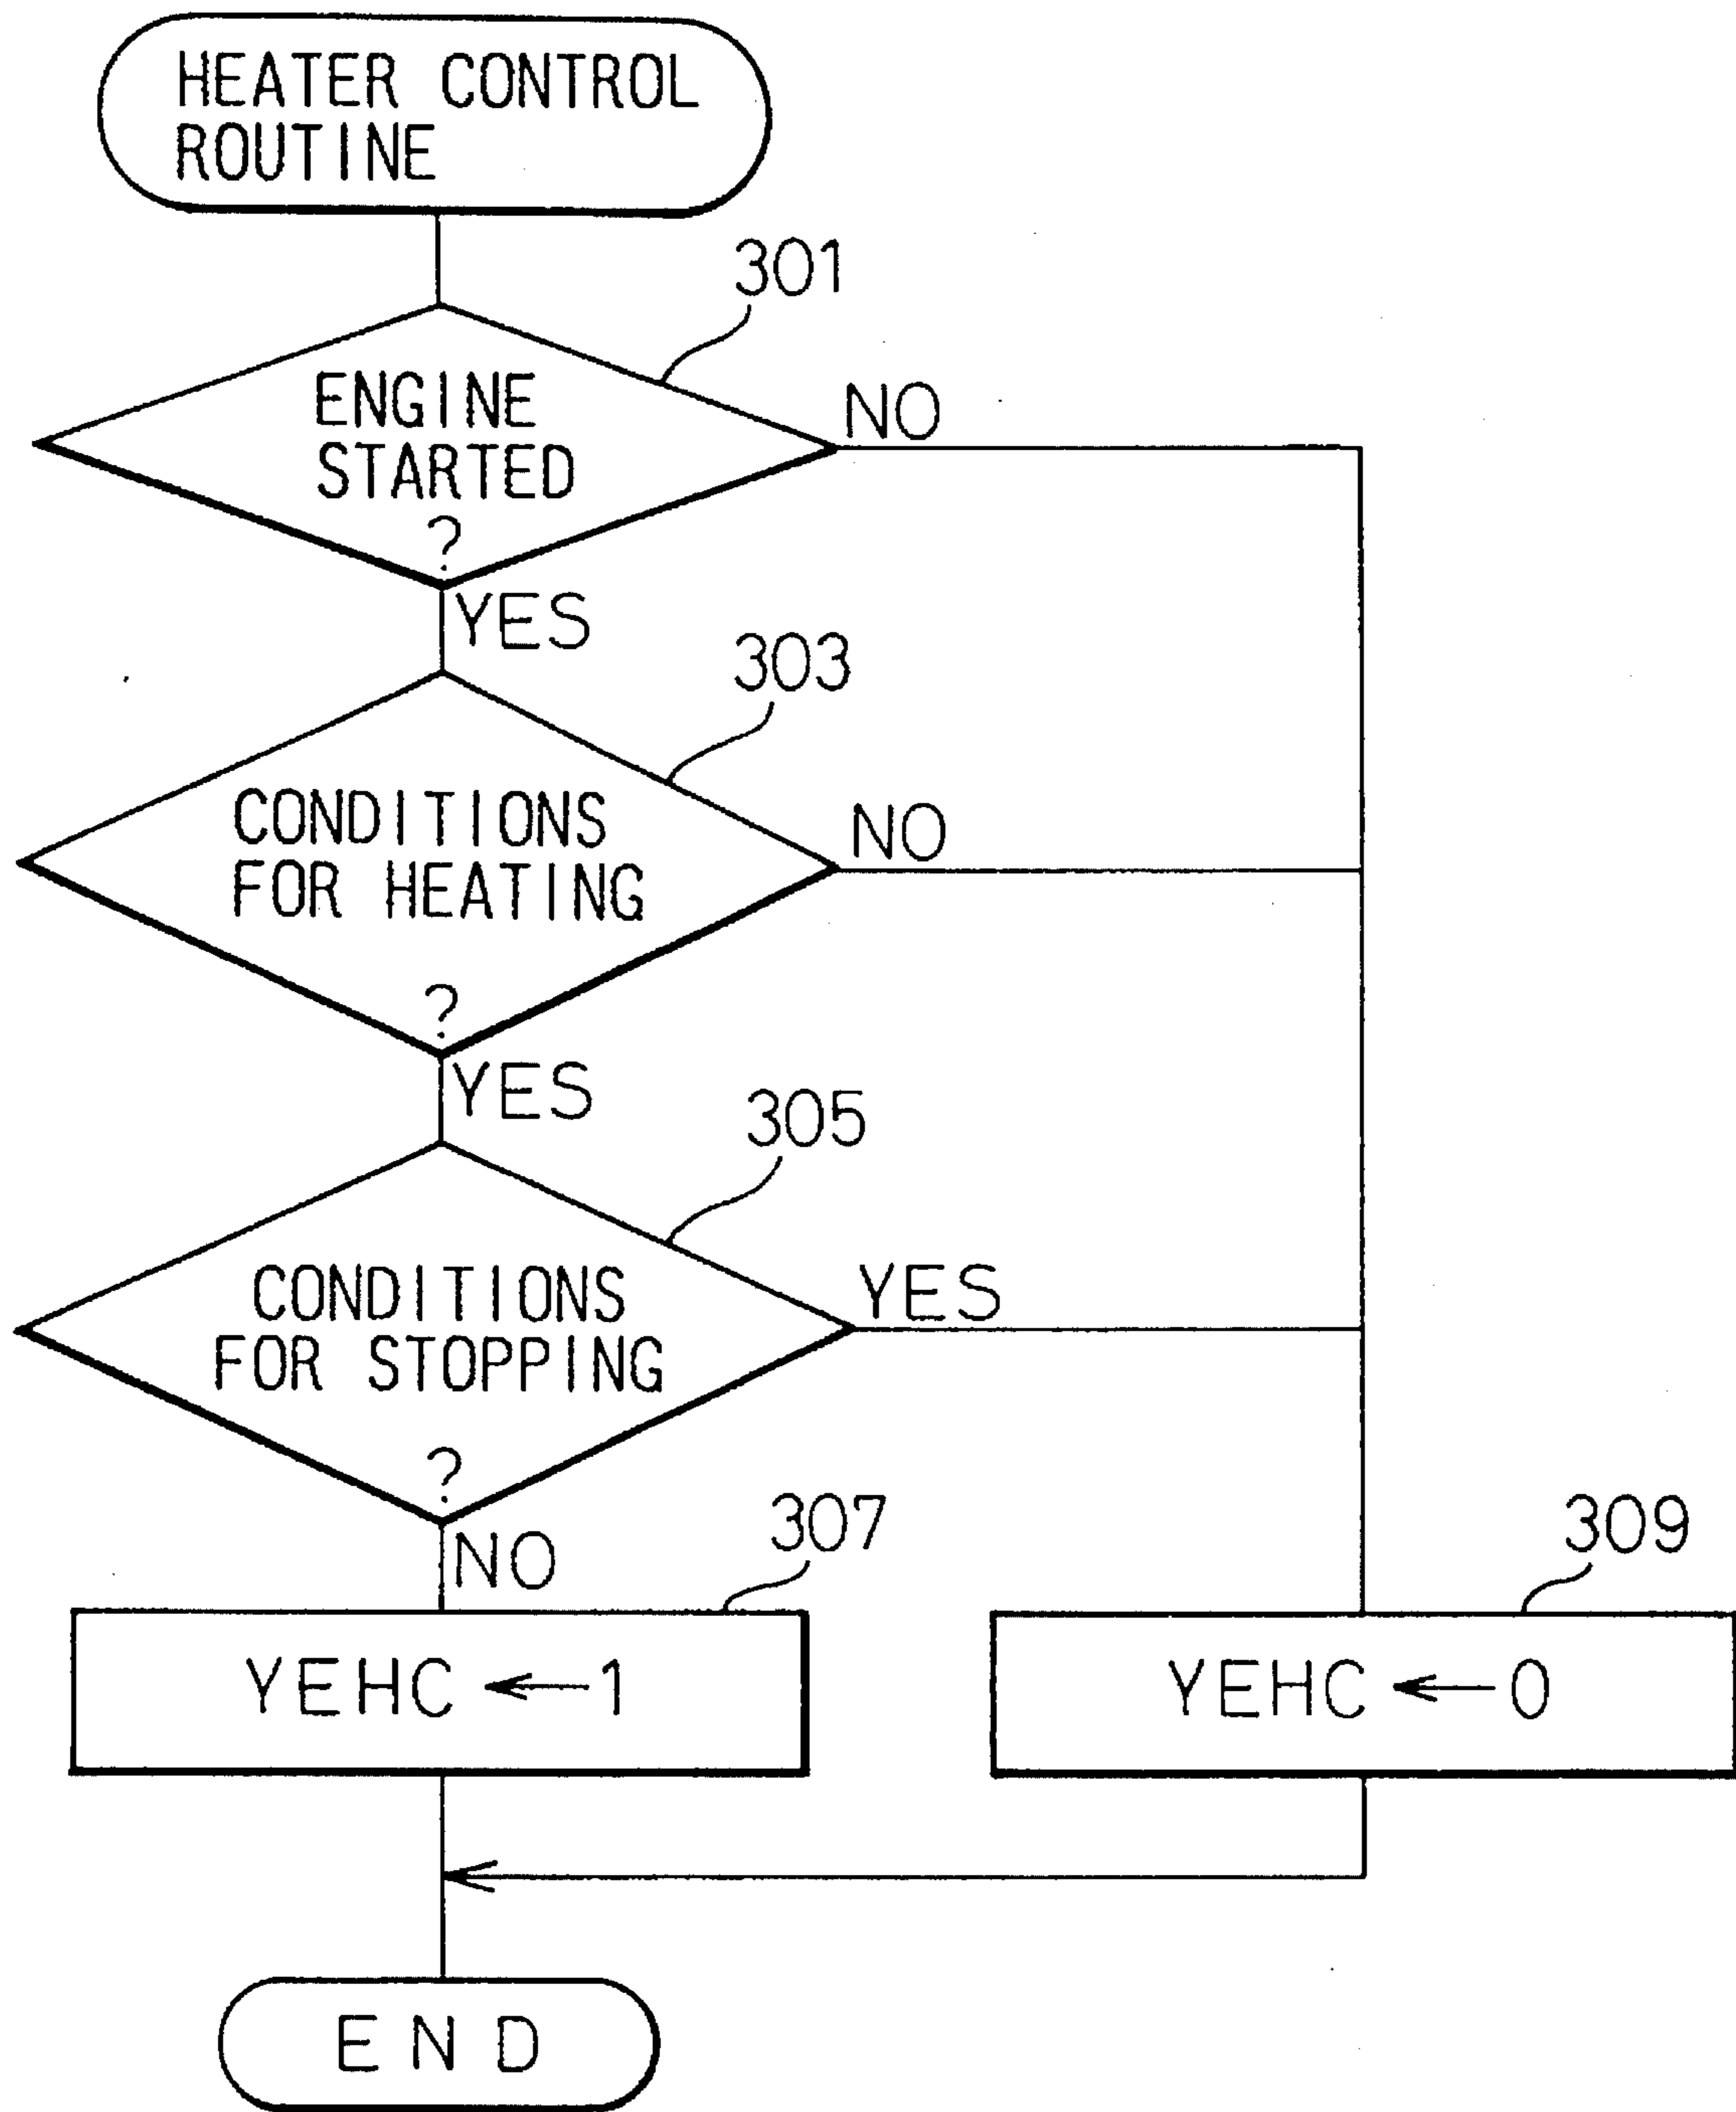 HEATER CONTROL
ROUTINE
301
ENGINE
STARTED
?
NO
YES
303
CONDITIONS
FOR HEATING
?
NO
YES
305
CONDITIONS
FOR STOPPING
?
YES
NO
307
YEHC ← 1
309
YEHC ← 0
END